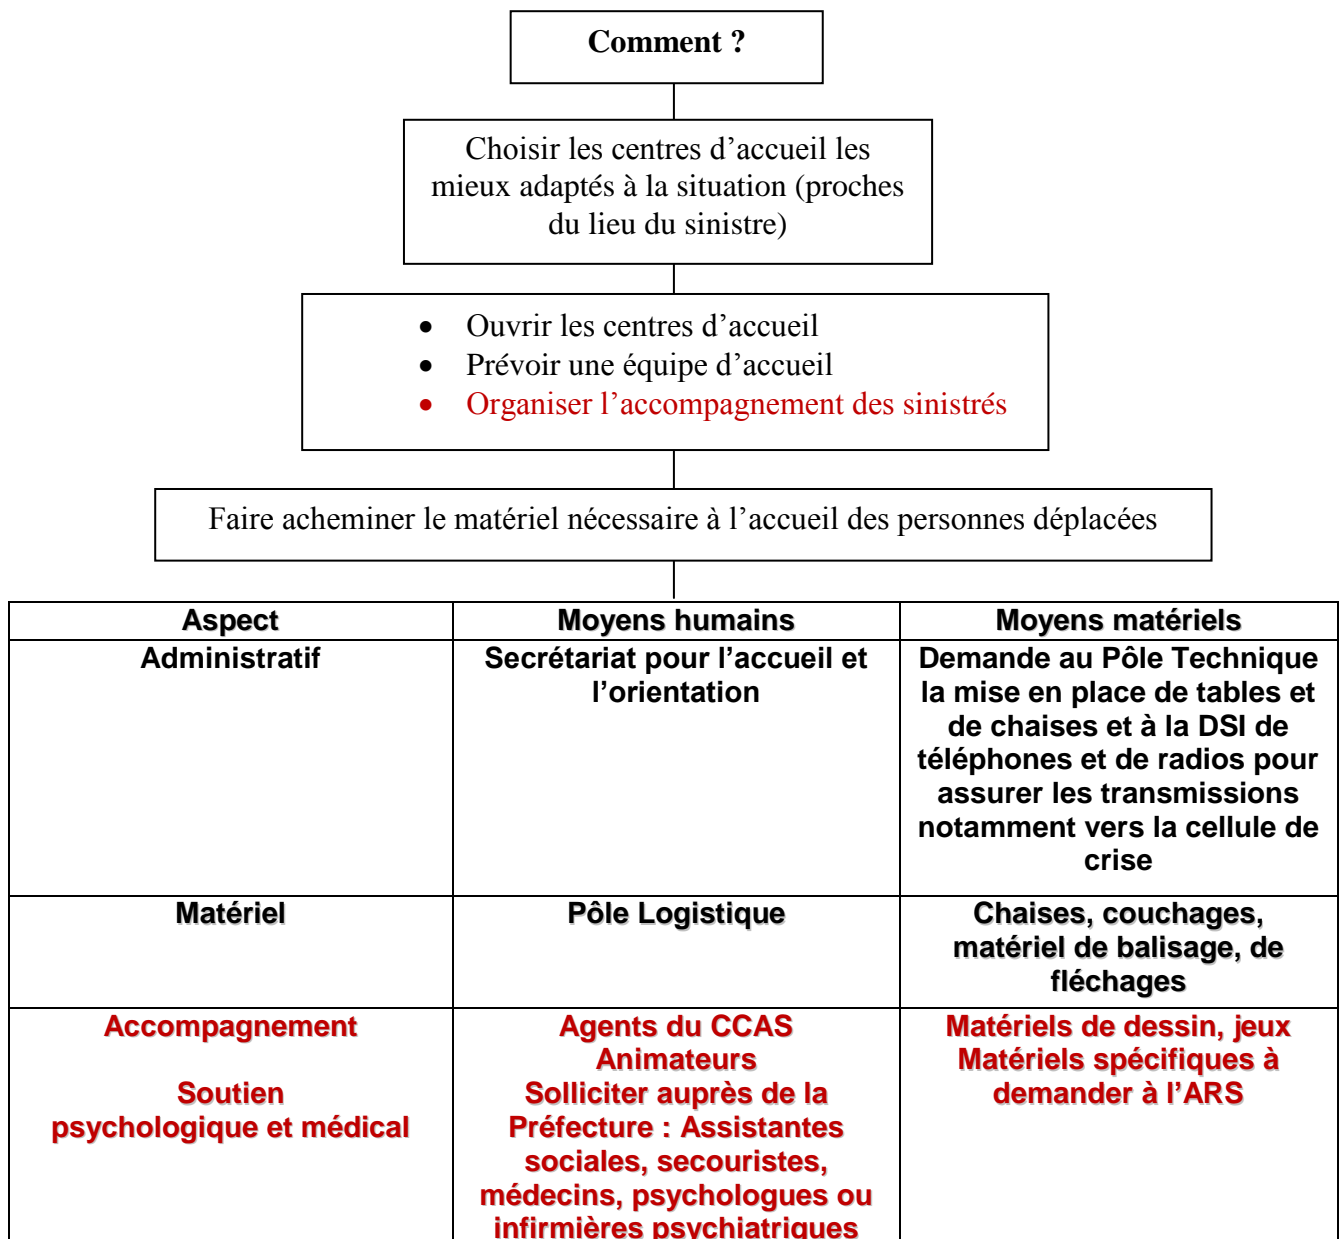 Comment ?
Choisir les centres d’accueil les
mieux adaptés à la situation (proches
du lieu du sinistre)
• Ouvrir les centres d’accueil
• Prévoir une équipe d’accueil
• Organiser l’accompagnement des sinistrés
Faire acheminer le matériel nécessaire à l’accueil des personnes déplacées
Aspect
Moyens humains
Moyens matériels
Administratif
Secrétariat pour l’accueil et
l’orientation
Demande au Pôle Technique
la mise en place de tables et
de chaises et à la DSI de
téléphones et de radios pour
assurer les transmissions
notamment vers la cellule de
crise
Matériel
Pôle Logistique
Chaises, couchages,
matériel de balisage, de
fléchages
Accompagnement
Soutien
psychologique et médical
Agents du CCAS
Animateurs
Solliciter auprès de la
Préfecture : Assistantes
sociales, secouristes,
médecins, psychologues ou
infirmières psychiatriques
Matériels de dessin, jeux
Matériels spécifiques à
demander à l’ARS